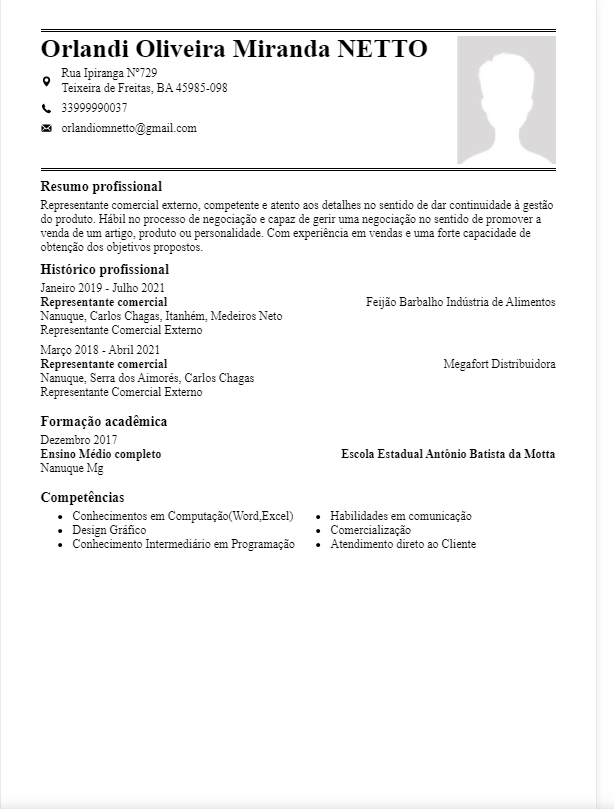 Orlandi Oliveira Miranda NETTO
Rua Ipiranga Nº729
Teixeira de Freitas, BA 45985-098
33999990037
orlandiomnetto@gmail.com
Resumo profissional
Representante comercial externo, competente e atento aos detalhes no sentido de dar continuidade à gestão
do produto. Hábil no processo de negociação e capaz de gerir uma negociação no sentido de promover a
venda de um artigo, produto ou personalidade. Com experiência em vendas e uma forte capacidade de
obtenção dos objetivos propostos.
Histórico profissional
Janeiro 2019 - Julho 2021
Representante comercial Feijão Barbalho Indústria de Alimentos
Nanuque, Carlos Chagas, Itanhém, Medeiros Neto
Representante Comercial Externo
Março 2018 - Abril 2021
Representante comercial Megafort Distribuidora
Nanuque, Serra dos Aimorés, Carlos Chagas
Representante Comercial Externo
Formação acadêmica
Dezembro 2017
Ensino Médio completo Escola Estadual Antônio Batista da Motta
Nanuque Mg
Competências
• Conhecimentos em Computação(Word,Excel)
• Design Gráfico
• Conhecimento Intermediário em Programação
• Habilidades em comunicação
• Comercialização
• Atendimento direto ao Cliente